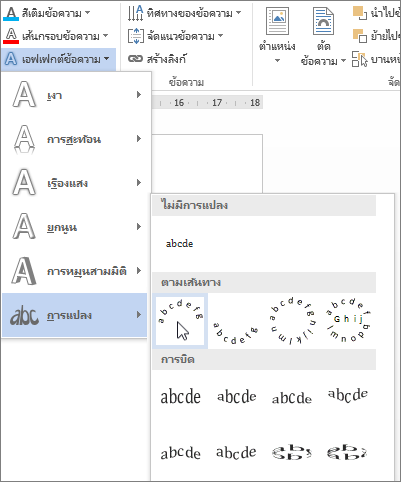 สีเติมข้อความ
ทิศทางของข้อความ
นำไปข้
เส้นกรอบข้อความ
จัดแนวข้อความ
ย้ายไปข้
เอฟเฟกต์ข้อความ
สร้างลิงก์
ตำแหน่ง
ตัด
ข้อความ
บานหน้
ข้อความ
จัด
16 17 18
เงา
การสะท้อน
เรืองแสง
ยกนูน
การหมุนสามมิติ
abc การแปลง
ไม่มีการแปลง
abcde
ตามเส้นทาง
abcdefg
abcdefg
การบิด
abcde abcde abcde abcde
abcde abcde abcde abcde